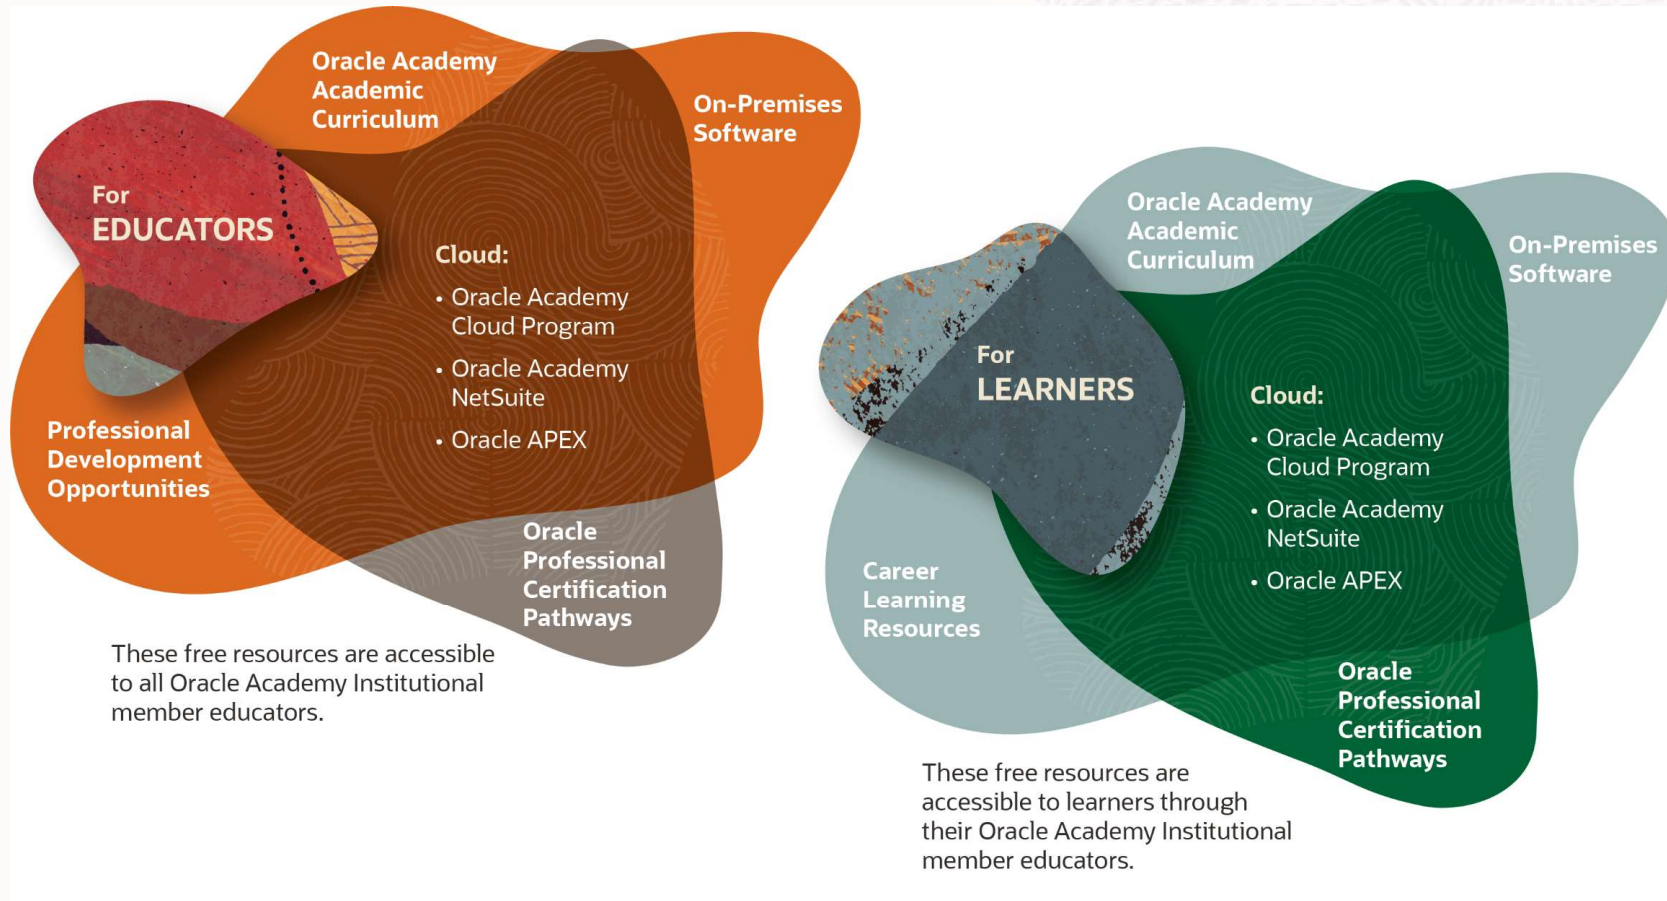 For
EDUCATORS
Oracle Academy
Academic
Curriculum
On-Premises
Software
Cloud:
• Oracle Academy
Cloud Program
• Oracle Academy
NetSuite
• Oracle APEX
Professional
Development
Opportunities
Oracle
Professional
Certification
Pathways
These free resources are accessible
to all Oracle Academy Institutional
member educators.
For
LEARNERS
Oracle Academy
Academic
Curriculum
On-Premises
Software
Cloud:
• Oracle Academy
Cloud Program
• Oracle Academy
NetSuite
• Oracle APEX
Career
Learning
Resources
Oracle
Professional
Certification
Pathways
These free resources are
accessible to learners through
their Oracle Academy Institutional
member educators.